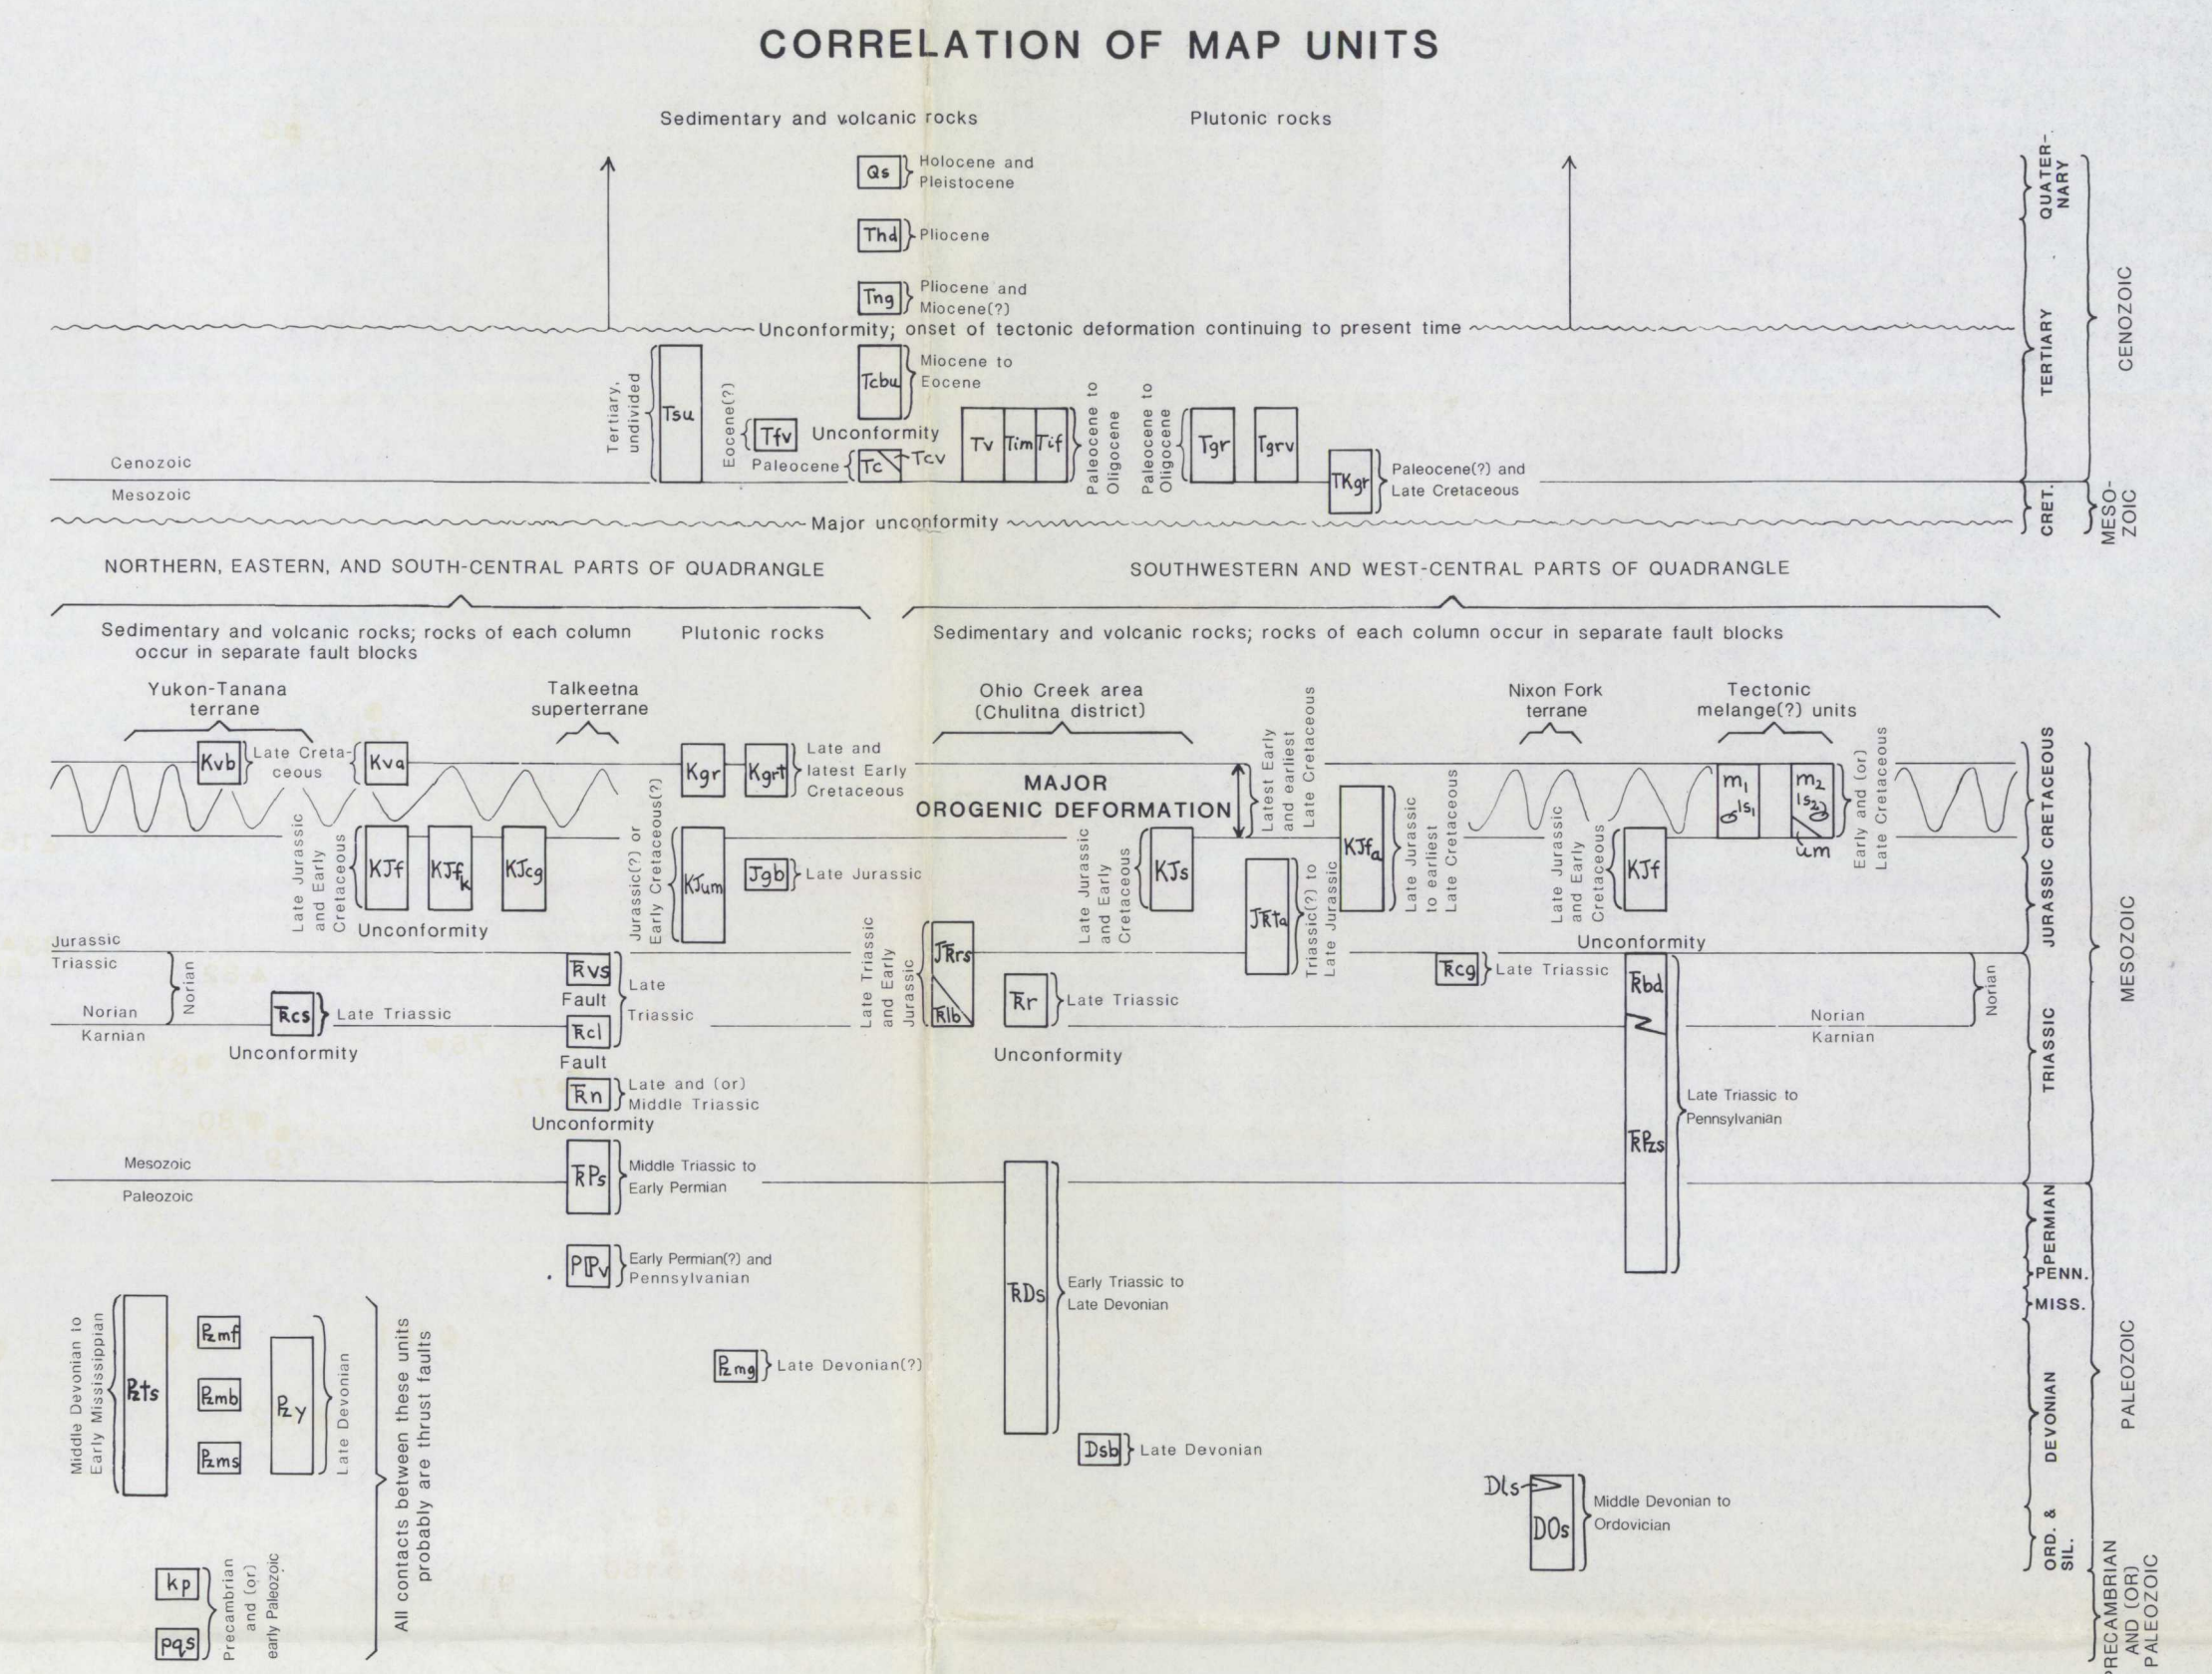 CORRELATION OF MAP UNITS
Sedimentary and volcanic rocks
Plutonic rocks
Qs
Holocene and
Pleistocene
Thd
Pliocene
Tng
Pliocene and
Miocene(?)
Unconformity; onset of tectonic deformation continuing to present time
Tertiary,
undivided
Tsu
Eocene(?)
Tfv
Tcbu
Miocene to
Eocene
Unconformity
Paleocene
Tc
Tcv
Tv
Tim
Tif
Paleocene to
Oligocene
Paleocene to
Oligocene
Tgr
Tgrv
TKgr
Paleocene(?) and
Late Cretaceous
Cenozoic
Mesozoic
Major unconformity
QUATER-
NARY
TERTIARY
CENOZOIC
CRET.
MESO-
ZOIC
NORTHERN, EASTERN, AND SOUTH-CENTRAL PARTS OF QUADRANGLE
Sedimentary and volcanic rocks; rocks of each column
occur in separate fault blocks
Plutonic rocks
SOUTHWESTERN AND WEST-CENTRAL PARTS OF QUADRANGLE
Sedimentary and volcanic rocks; rocks of each column occur in separate fault blocks
Yukon-Tanana
terrane
Talkeetna
superterrane
Ohio Creek area
(Chulitna district)
Nixon Fork
terrane
Tectonic
melange(?) units
Kvb
Late Creta-
ceous
Kva
Kgr
Kgrt
Late and
latest Early
Cretaceous
MAJOR
OROGENIC DEFORMATION
Latest Early
and earliest
Late Cretaceous
m1
ls1
m2
ls2
um
Early and (or)
Late Cretaceous
Late Jurassic
and Early
Cretaceous
KJf
KJfk
KJcg
Unconformity
Jurassic(?) or
Early Cretaceous(?)
KJum
Jgb
Late Jurassic
Late Jurassic
and Early
Cretaceous
KJs
JTRta
Triassic(?) to
Late Jurassic
KJfa
Late Jurassic
to earliest
Late Cretaceous
Late Jurassic
and Early
Cretaceous
KJf
Unconformity
Jurassic
Triassic
Norian
Norian
Karnian
TRcs
Late Triassic
Unconformity
TRvs
Fault
TRcl
Late
Triassic
Fault
TRn
Late and (or)
Middle Triassic
Unconformity
TRPs
Middle Triassic to
Early Permian
PIPv
Early Permian(?) and
Pennsylvanian
Late Triassic
and Early
Jurassic
JTRrs
TRlb
TRr
Late Triassic
Unconformity
TRcg
Late Triassic
TRbd
TRPzs
Late Triassic to
Pennsylvanian
Norian
Karnian
Norian
Mesozoic
Paleozoic
Middle Devonian to
Early Mississippian
Pzts
Pzmf
Pzmb
Pzms
Pzy
Late Devonian
All contacts between these units
probably are thrust faults
kp
pqs
Precambrian
and (or)
early Paleozoic
Pzmg
Late Devonian(?)
TRDs
Early Triassic to
Late Devonian
Dsb
Late Devonian
Dls
DOs
Middle Devonian to
Ordovician
CRETACEOUS
JURASSIC
TRIASSIC
MESOZOIC
PERMIAN
PENN.
MISS.
DEVONIAN
ORD. &
SIL.
PALEOZOIC
PRECAMBRIAN
AND (OR)
PALEOZOIC